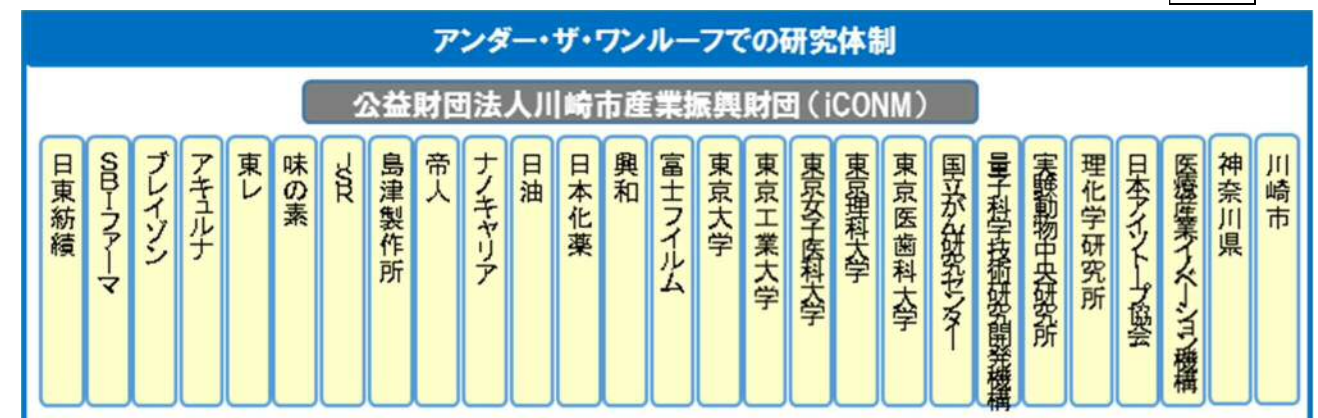 アンダー・ザ・ワンルーフでの研究体制
公益財団法人川崎市産業振興財団(iCONM)
日東紡績
SBIファーマ
ブレイゾン
アキュルナ
東レ
味の素
JSR
島津製作所
帝人
ナノキャリア
日油
日本化薬
興和
富士フイルム
東京大学
東京工業大学
東京女子医科大学
東京理科大学
東京医歯科大学
国立がん研究センター
量子科学技術研究開発機構
実験動物中央研究所
理化学研究所
日本アイソトープ協会
医療産業イノベーション機構
神奈川県
川崎市